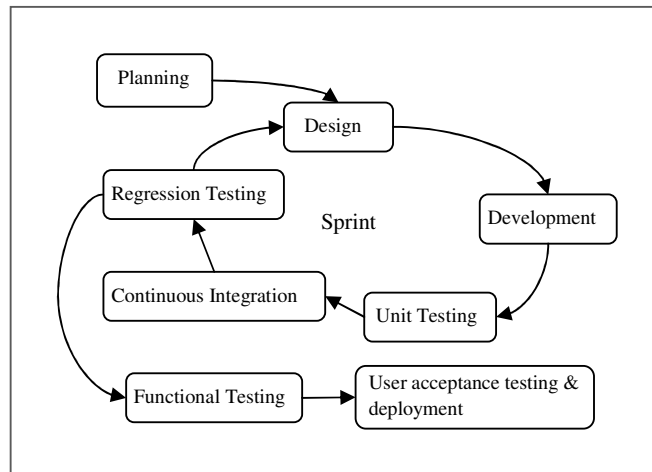 Planning
Design
Regression Testing
Sprint
Development
Continuous Integration
Unit Testing
Functional Testing
User acceptance testing &
deployment